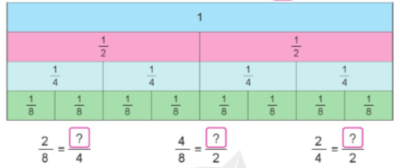 1
1/2 1/2
1/4 1/4 1/4 1/4
1/8 1/8 1/8 1/8 1/8 1/8 1/8 1/8
2/8 = ?/4 4/8 = ?/2 2/4 = ?/2